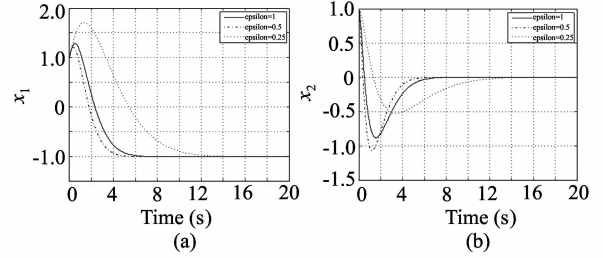 2.0
1.0
0
-1.0
x1
epsilon=1
epsilon=0.5
epsilon=0.25
0 4 8 12 16 20
Time (s)
(a)
1.0
0.5
0
-0.5
-1.0
-1.5
x2
epsilon=1
epsilon=0.5
epsilon=0.25
0 4 8 12 16 20
Time (s)
(b)